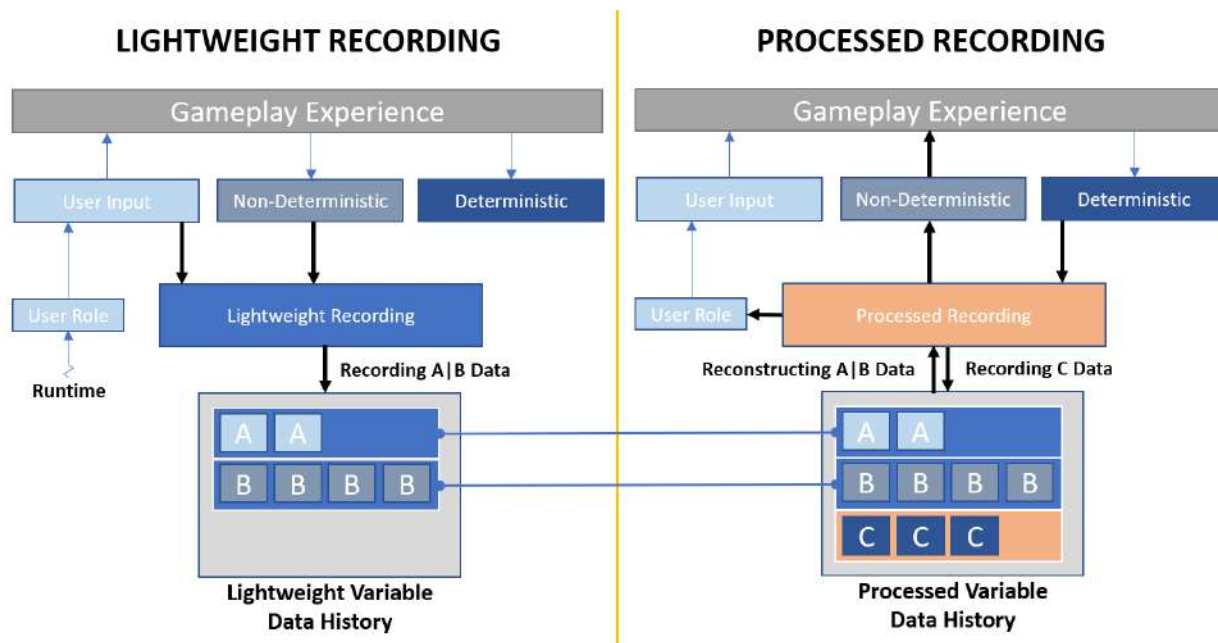 LIGHTWEIGHT RECORDING
Gameplay Experience
User Input
Non-Deterministic
Deterministic
User Role
Lightweight Recording
Runtime
Recording A|B Data
A A
B B B B
Lightweight Variable
Data History
PROCESSED RECORDING
Gameplay Experience
User Input
Non-Deterministic
Deterministic
User Role
Processed Recording
Reconstructing A|B Data
Recording C Data
A A
B B B B
C C C
Processed Variable
Data History